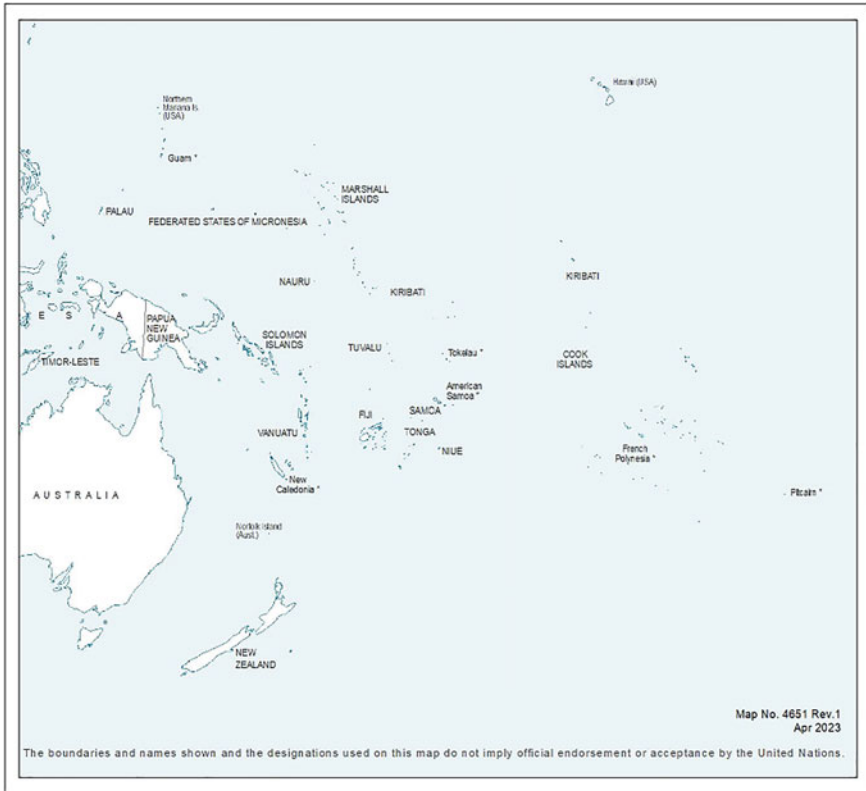 Hawaii (USA)
Northern
Mariana Is.
(USA)
Guam *
MARSHALL
ISLANDS
PALAU
FEDERATED STATES OF MICRONESIA
NAURU
KIRIBATI
KIRIBATI
E S I A
PAPUA
NEW
GUINEA
SOLOMON
ISLANDS
TUVALU
Tokelau *
COOK
ISLANDS
TIMOR-LESTE
American
Samoa *
SAMOA
FIJI
TONGA
VANUATU
NIUE
French
Polynesia *
New
Caledonia *
AUSTRALIA
Pitcairn *
Norfolk Island
(Aust.)
NEW
ZEALAND
Map No. 4651 Rev.1
Apr 2023
The boundaries and names shown and the designations used on this map do not imply official endorsement or acceptance by the United Nations.